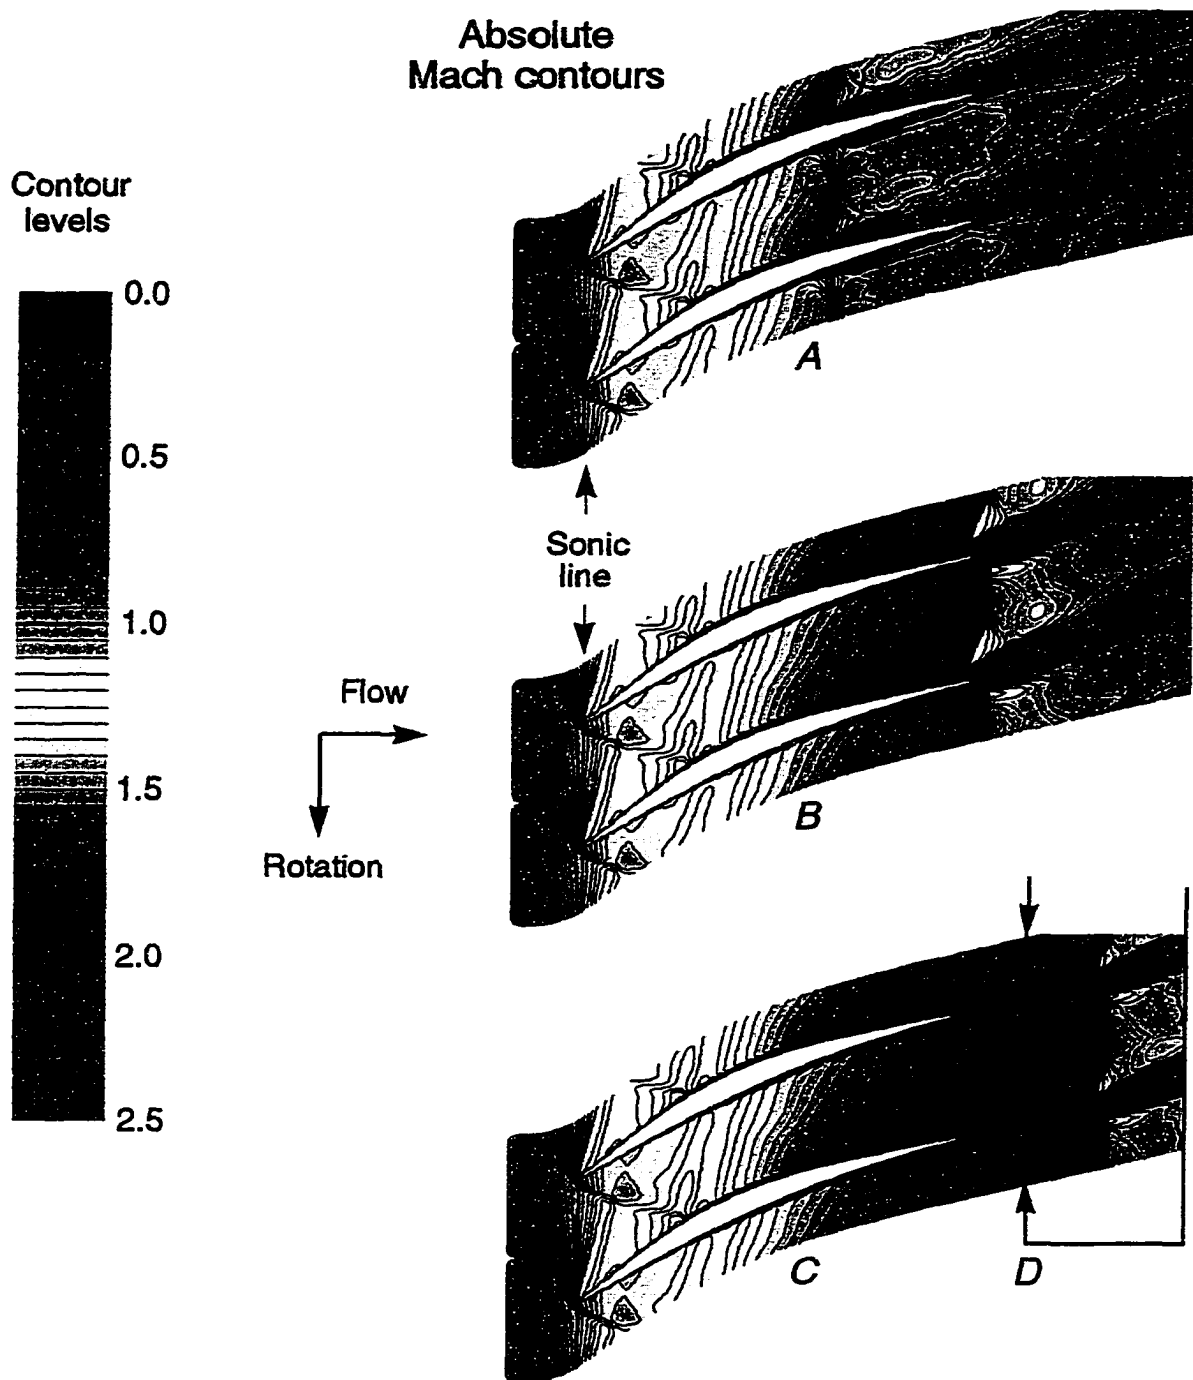 Absolute
Mach contours
Contour
levels
0.0
0.5
1.0
1.5
2.0
2.5
A
Sonic
line
Flow
Rotation
B
C
D